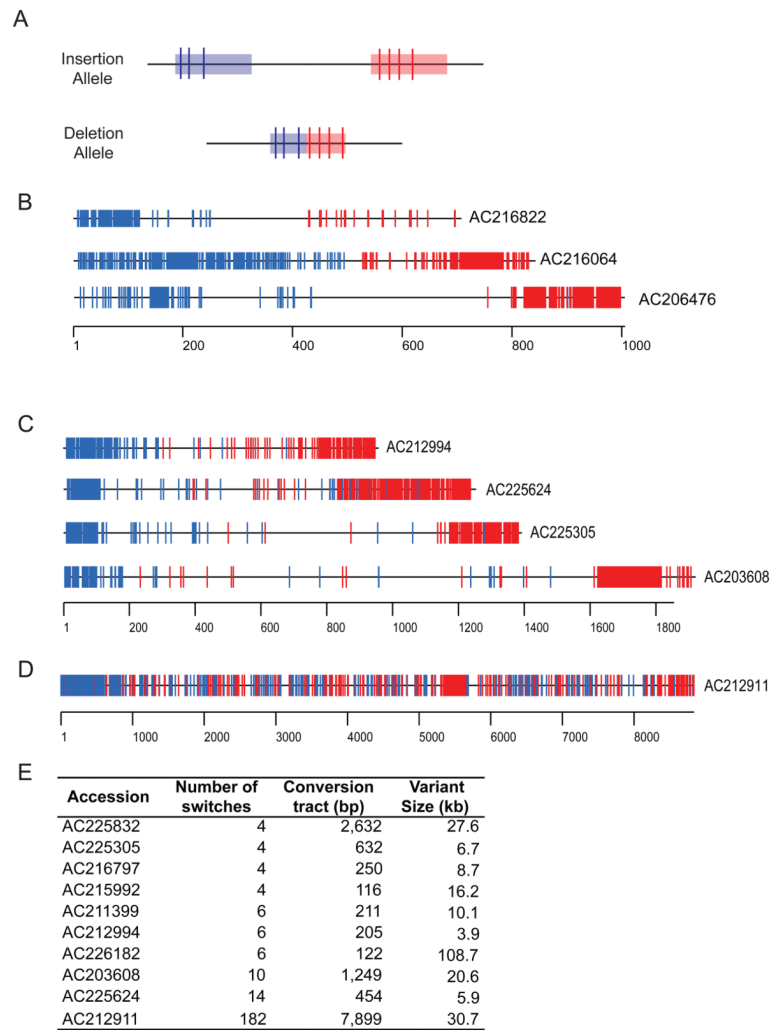 A
Insertion
Allele
Deletion
Allele
B
AC216822
AC216064
AC206476
1 200 400 600 800 1000
C
AC212994
AC225624
AC225305
AC203608
1 200 400 600 800 1000 1200 1400 1600 1800
D
AC212911
1 1000 2000 3000 4000 5000 6000 7000 8000
E
Accession Number of switches Conversion tract (bp) Variant Size (kb)
AC225832 4 2,632 27.6
AC225305 4 632 6.7
AC216797 4 250 8.7
AC215992 4 116 16.2
AC211399 6 211 10.1
AC212994 6 205 3.9
AC226182 6 122 108.7
AC203608 10 1,249 20.6
AC225624 14 454 5.9
AC212911 182 7,899 30.7